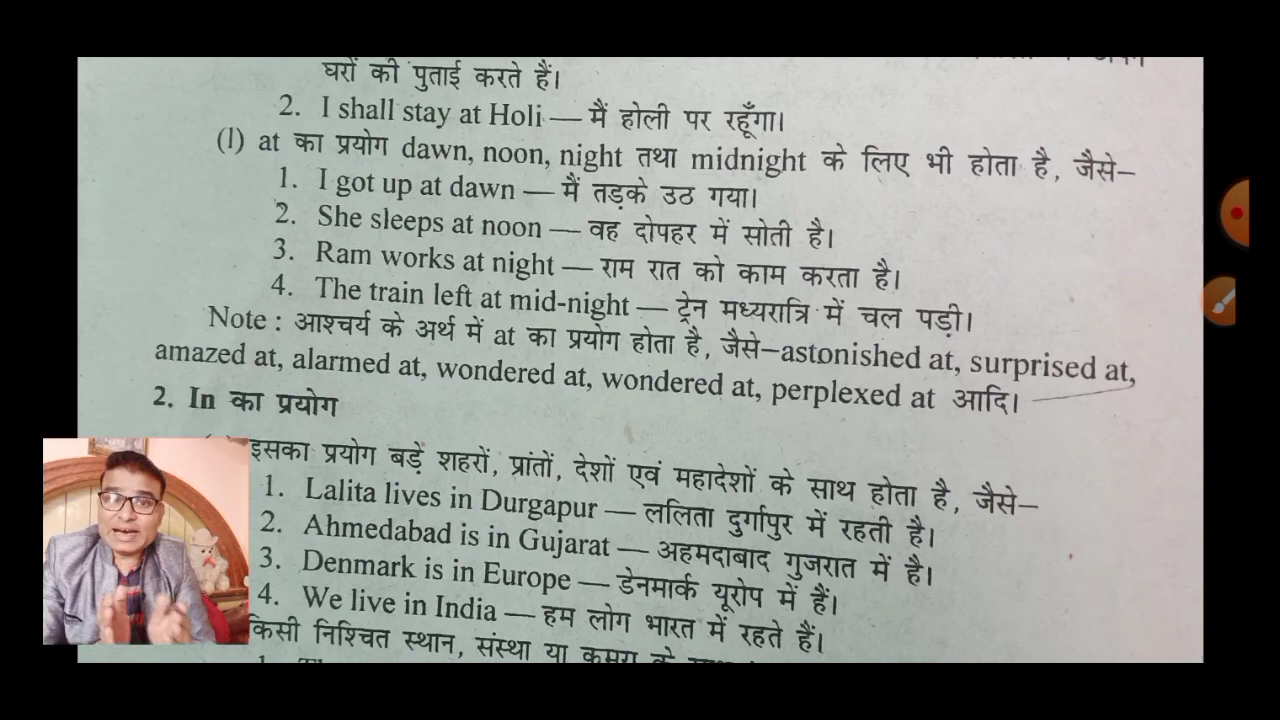 घरों की पुताई करते हैं।
2. I shall stay at Holi — मैं होली पर रहूँगा।
(l) at का प्रयोग dawn, noon, night तथा midnight के लिए भी होता है, जैसे–
1. I got up at dawn — मैं तड़के उठ गया।
2. She sleeps at noon — वह दोपहर में सोती है।
3. Ram works at night — राम रात को काम करता है।
4. The train left at mid-night — ट्रेन मध्यरात्रि में चल पड़ी।
Note : आश्चर्य के अर्थ में at का प्रयोग होता है, जैसे–astonished at, surprised at,
amazed at, alarmed at, wondered at, wondered at, perplexed at आदि।
2. In का प्रयोग
इसका प्रयोग बड़ें शहरों, प्रांतों, देशों एवं महादेशों के साथ होता है, जैसे–
1. Lalita lives in Durgapur — ललिता दुर्गापुर में रहती है।
2. Ahmedabad is in Gujarat — अहमदाबाद गुजरात में है।
3. Denmark is in Europe — डेनमार्क यूरोप में हैं।
4. We live in India — हम लोग भारत में रहते हैं।
किसी निश्चित स्थान, संस्था या